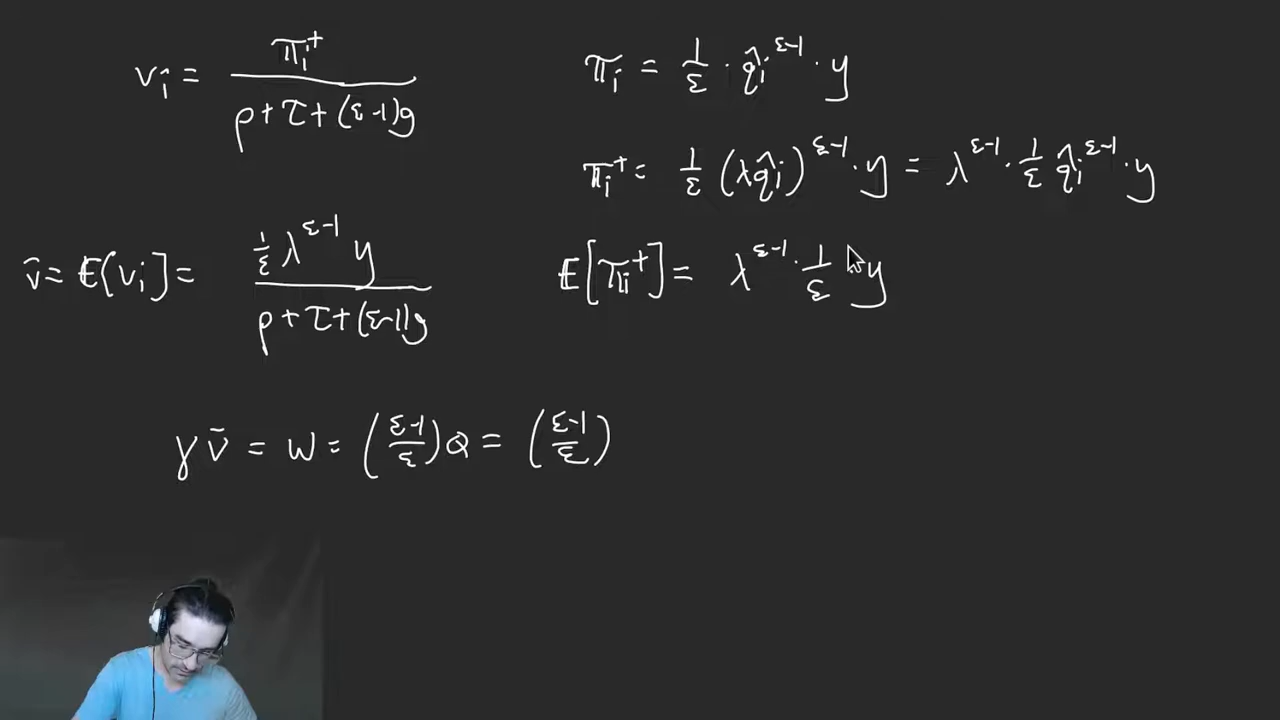 vᵢ = πᵢ⁺ / (ρ + τ + (ε-1)g)
πᵢ = 1/ε · q̂ᵢ^(ε-1) · y
πᵢ⁺ = 1/ε (λq̂ᵢ)^(ε-1) · y = λ^(ε-1) · 1/ε q̂ᵢ^(ε-1) · y
v̄ = E[vᵢ] = (1/ε λ^(ε-1) y) / (ρ + τ + (ε-1)g)
E[πᵢ⁺] = λ^(ε-1) · 1/ε y
γ v̄ = w = ((ε-1)/ε) Q = ((ε-1)/ε)